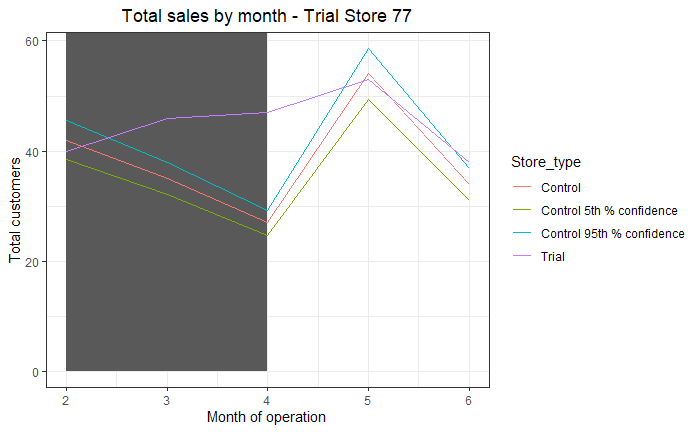 Total sales by month - Trial Store 77
Total customers
60
40
20
0
2 3 4 5 6
Month of operation
Store_type
Control
Control 5th % confidence
Control 95th % confidence
Trial